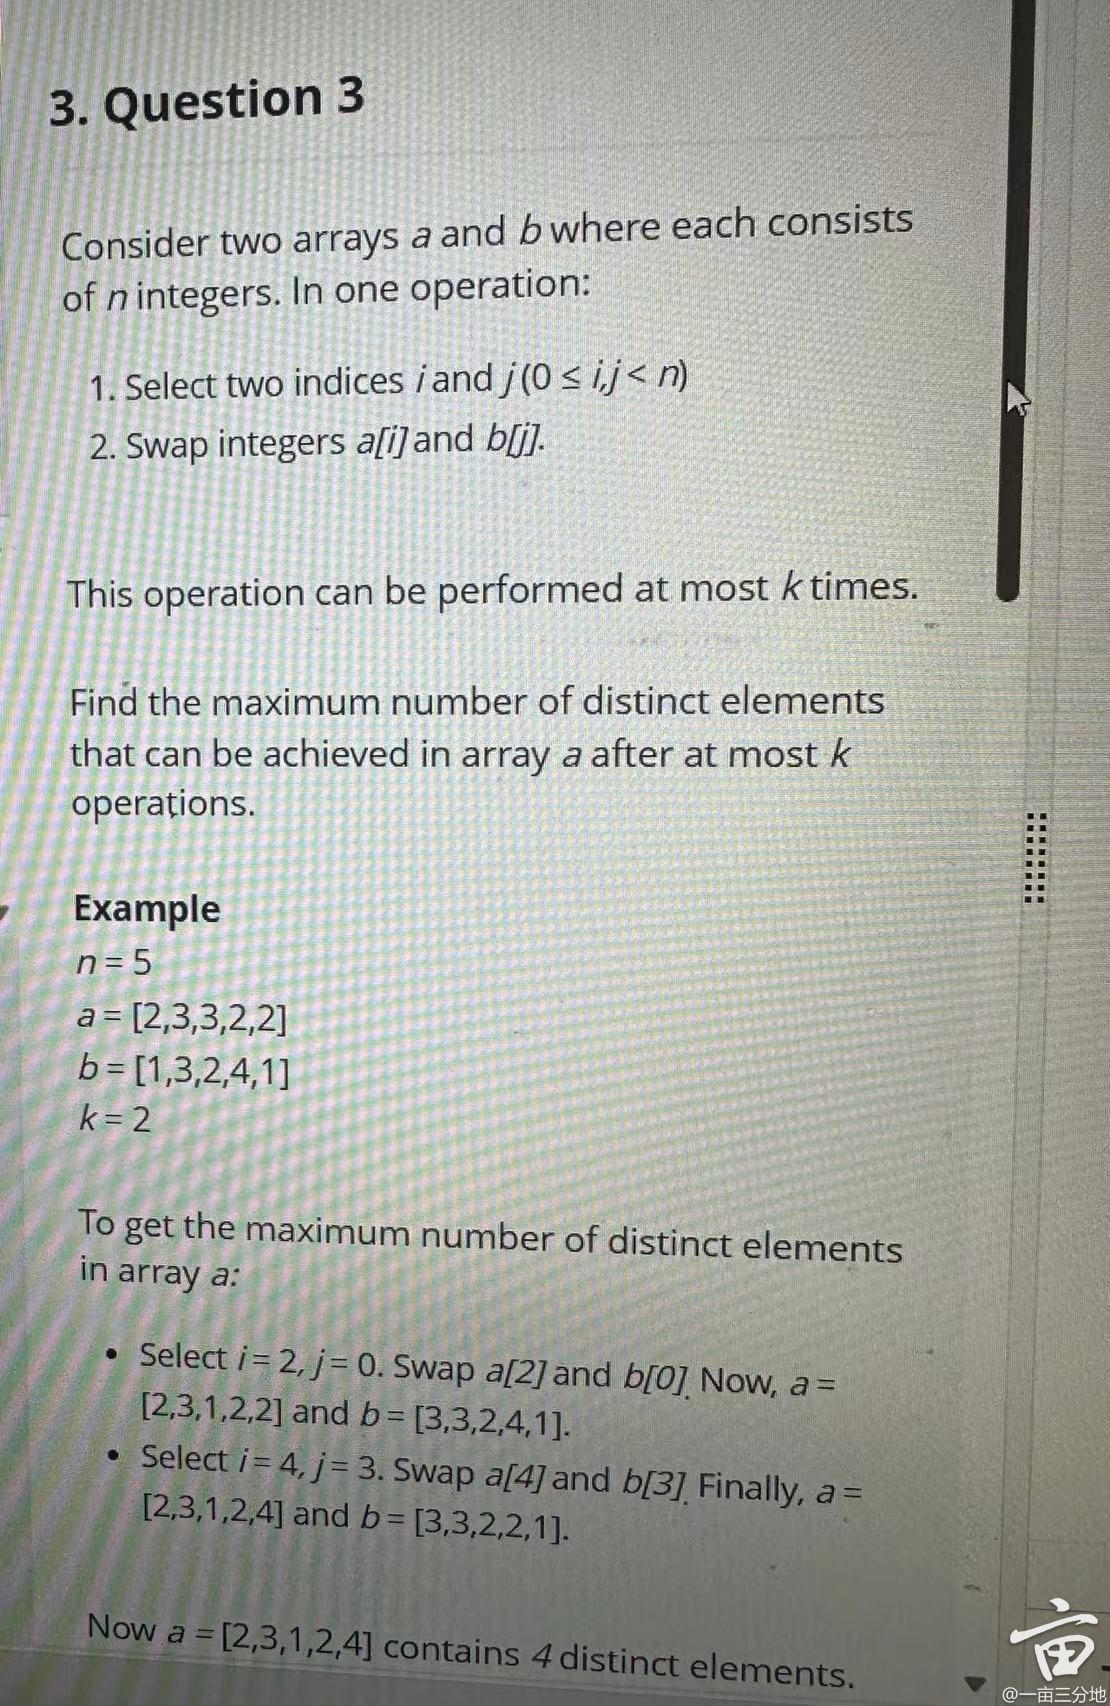 3. Question 3
Consider two arrays a and b where each consists
of n integers. In one operation:
1. Select two indices i and j (0 ≤ i,j < n)
2. Swap integers a[i] and b[j].
This operation can be performed at most k times.
Find the maximum number of distinct elements
that can be achieved in array a after at most k
operations.
Example
n = 5
a = [2,3,3,2,2]
b = [1,3,2,4,1]
k = 2
To get the maximum number of distinct elements
in array a:
• Select i = 2, j = 0. Swap a[2] and b[0]. Now, a =
[2,3,1,2,2] and b = [3,3,2,4,1].
• Select i = 4, j = 3. Swap a[4] and b[3]. Finally, a =
[2,3,1,2,4] and b = [3,3,2,2,1].
Now a = [2,3,1,2,4] contains 4 distinct elements.
亩
@一亩三分地